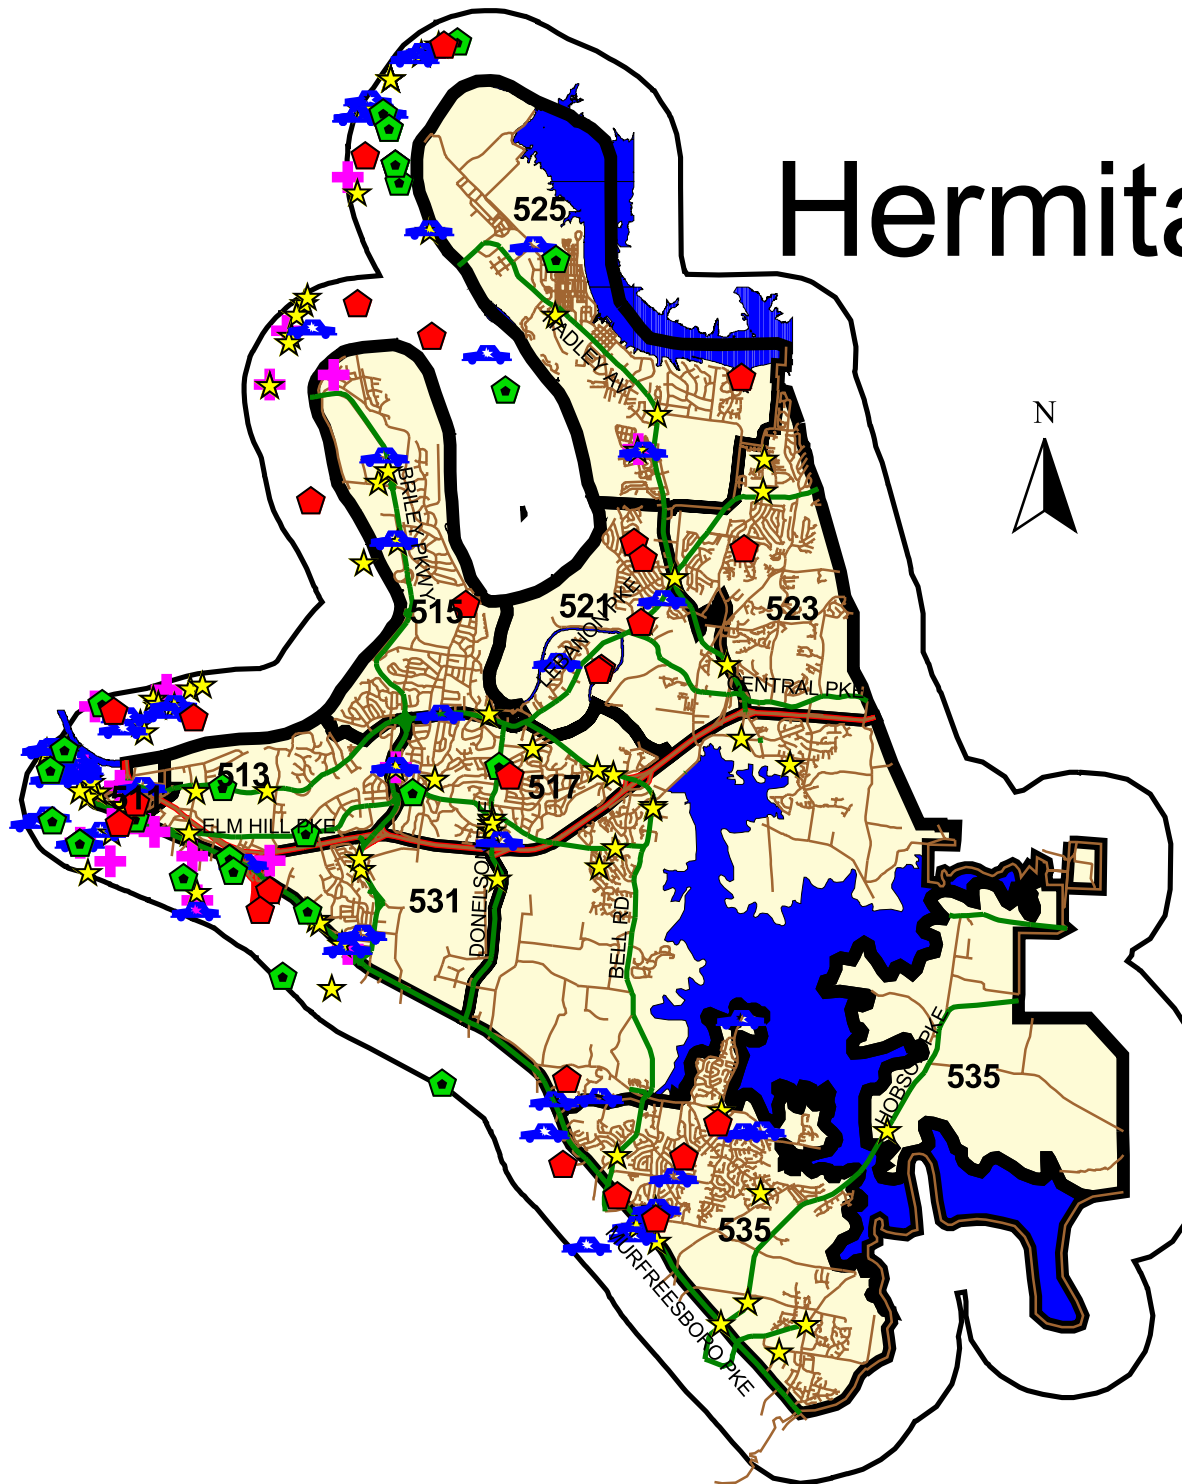 Hermita
525
HADLEY AV
N
BRILEY PKWY
515
521
LEBANON PKE
523
CENTRAL PKE
513
517
511
ELM HILL PKE
531
DONELSON PKE
BELL RD
HOBSON PKE
535
535
MURFREESBORO PKE